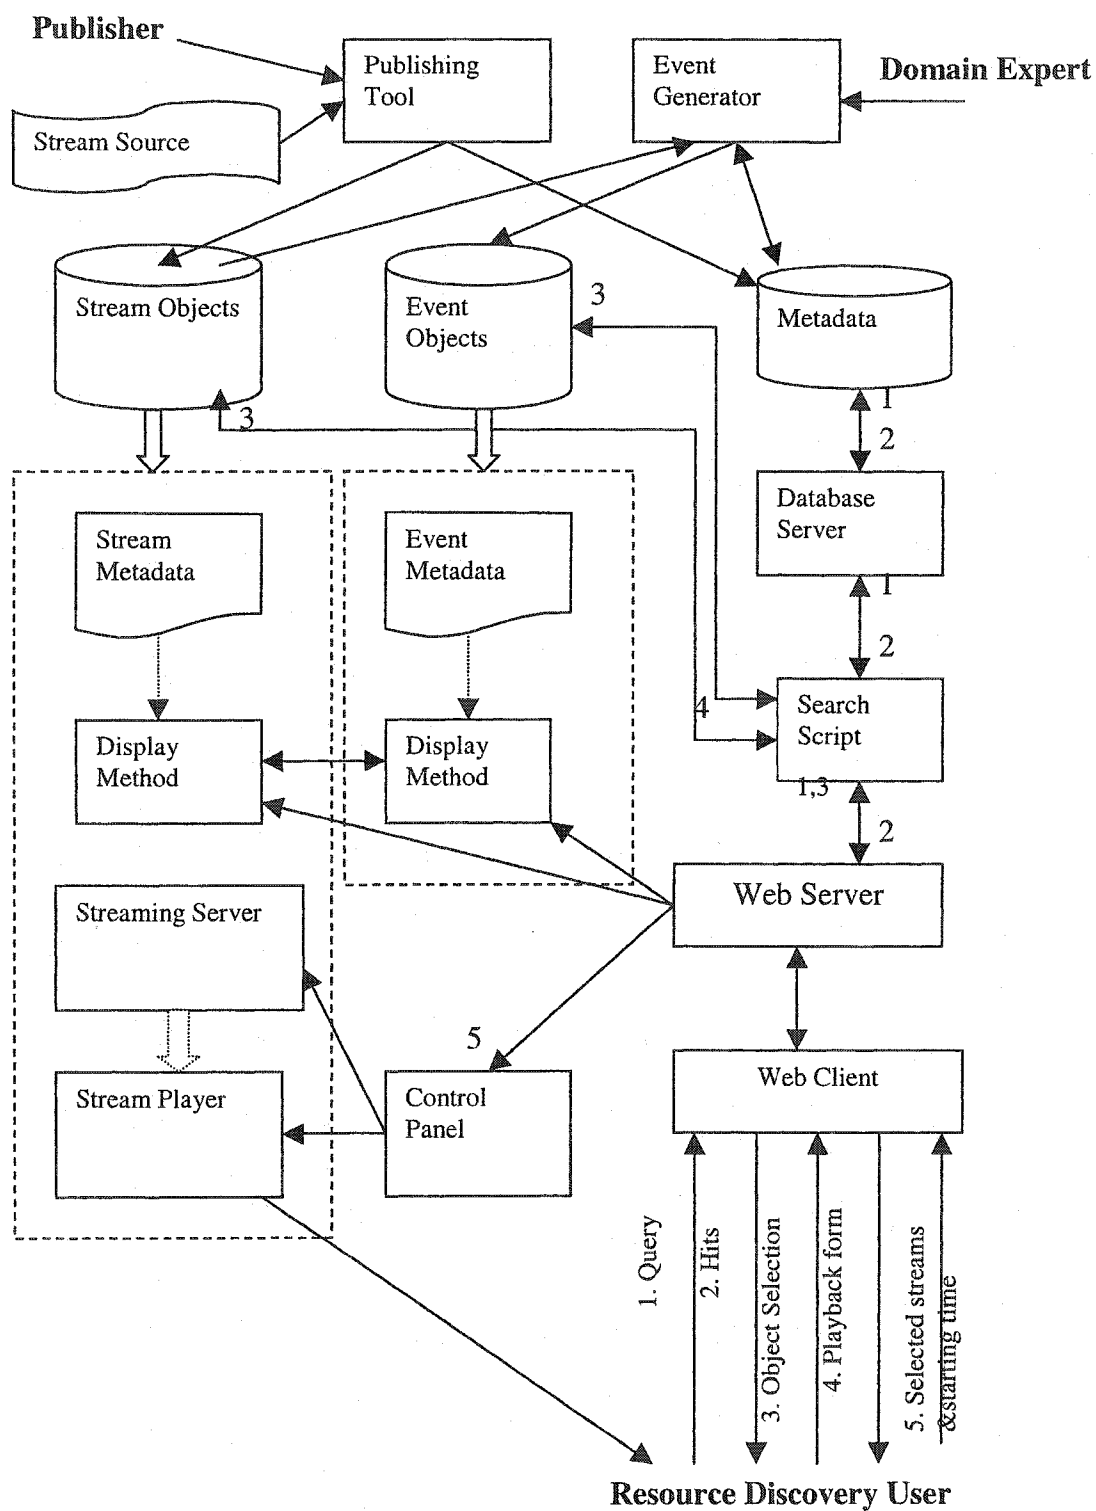 Publisher
Publishing
Tool
Event
Generator
Domain Expert
Stream Source
Stream Objects
Event
Objects
3
Metadata
3
1
2
Database
Server
Stream
Metadata
Event
Metadata
1
2
4
Search
Script
1,3
Display
Method
Display
Method
2
Web Server
Streaming Server
5
Web Client
Stream Player
Control
Panel
1. Query
2. Hits
3. Object Selection
4. Playback form
5. Selected streams
&starting time
Resource Discovery User